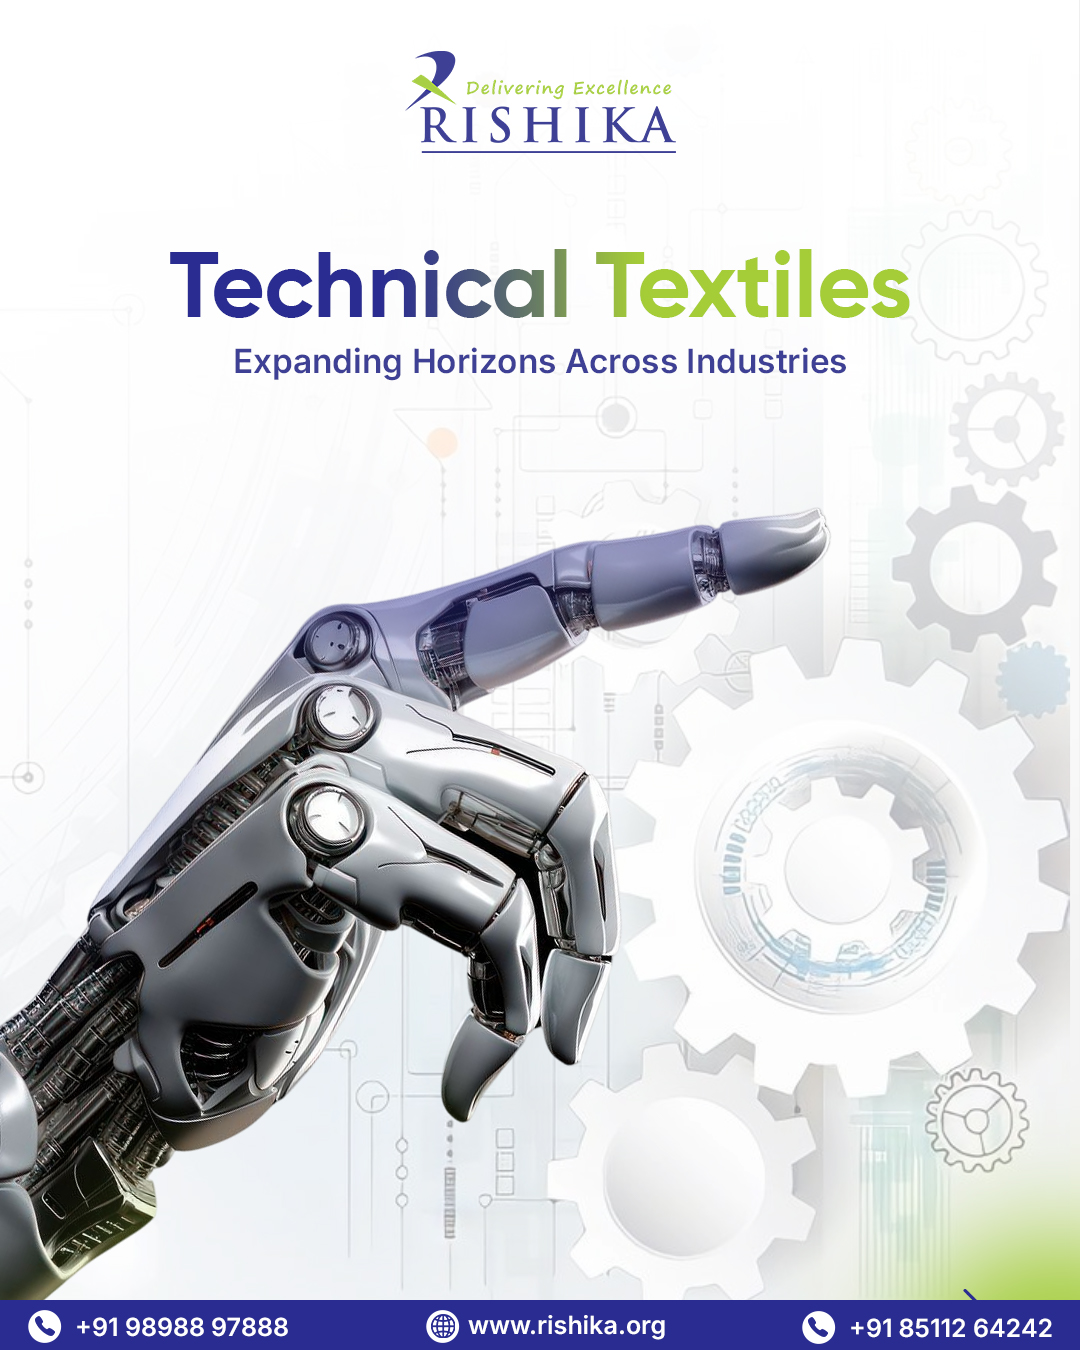 Delivering Excellence
RISHIKA
Technical Textiles
Expanding Horizons Across Industries
+91 98988 97888 www.rishika.org +91 85112 64242